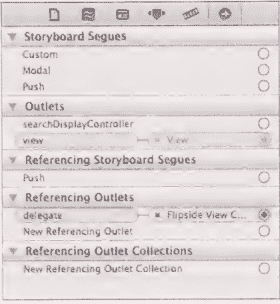 Storyboard Segues
Custom
Modal
Push
Outlets
searchDisplayController
view View
Referencing Storyboard Segues
Push
Referencing Outlets
delegate Flipside View C...
New Referencing Outlet
Referencing Outlet Collections
New Referencing Outlet Collection